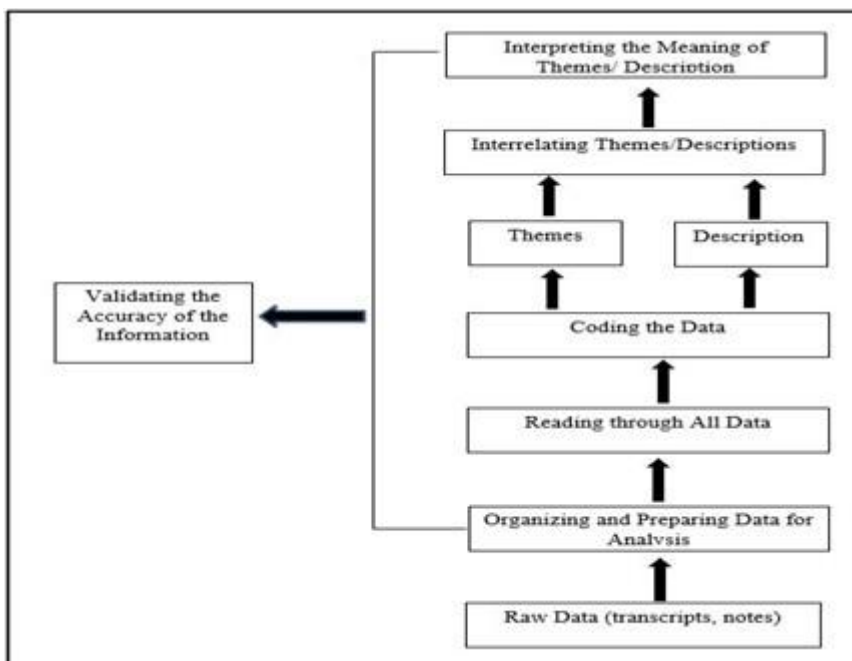 Interpreting the Meaning of
Themes/ Description
Interrelating Themes/Descriptions
Themes
Description
Validating the
Accuracy of the
Information
Coding the Data
Reading through All Data
Organizing and Preparing Data for
Analysis
Raw Data (transcripts, notes)